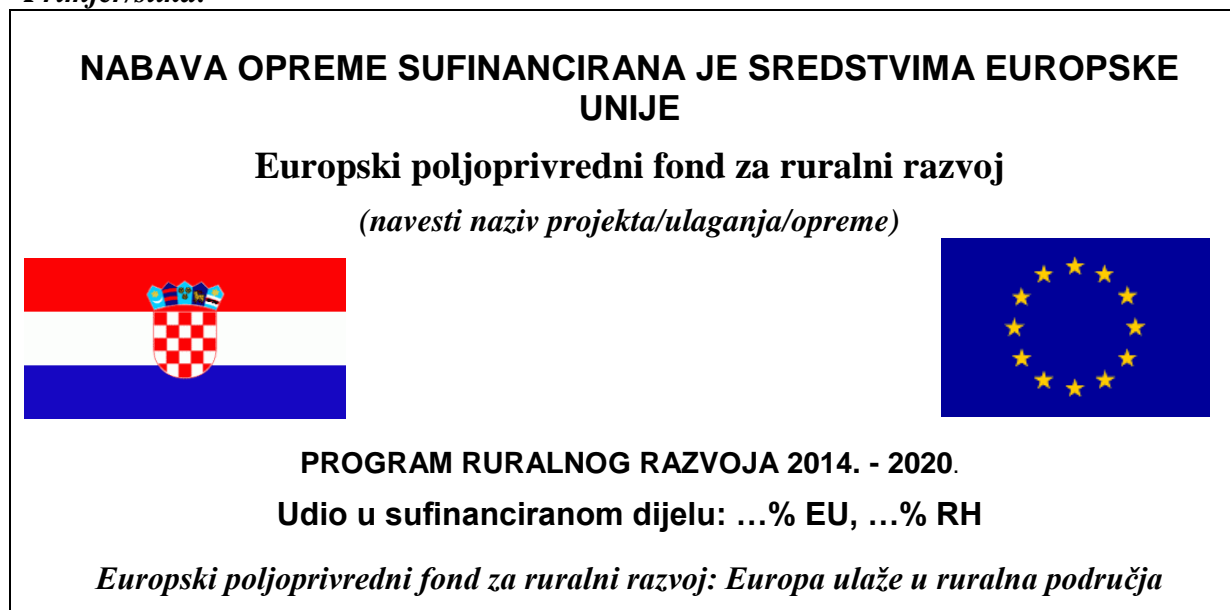 NABAVA OPREME SUFINANCIRANA JE SREDSTVIMA EUROPSKE
UNIJE
Europski poljoprivredni fond za ruralni razvoj
(navesti naziv projekta/ulaganja/opreme)
PROGRAM RURALNOG RAZVOJA 2014. - 2020.
Udio u sufinanciranom dijelu: …% EU, …% RH
Europski poljoprivredni fond za ruralni razvoj: Europa ulaže u ruralna područja